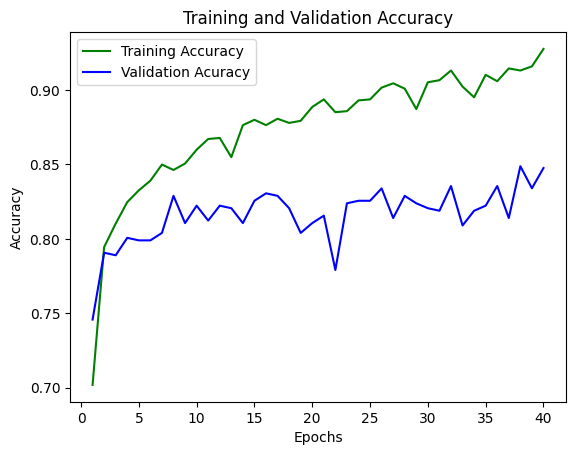 Training and Validation Accuracy
Training Accuracy
Validation Acuracy
Accuracy
0.90
0.85
0.80
0.75
0.70
0 5 10 15 20 25 30 35 40
Epochs